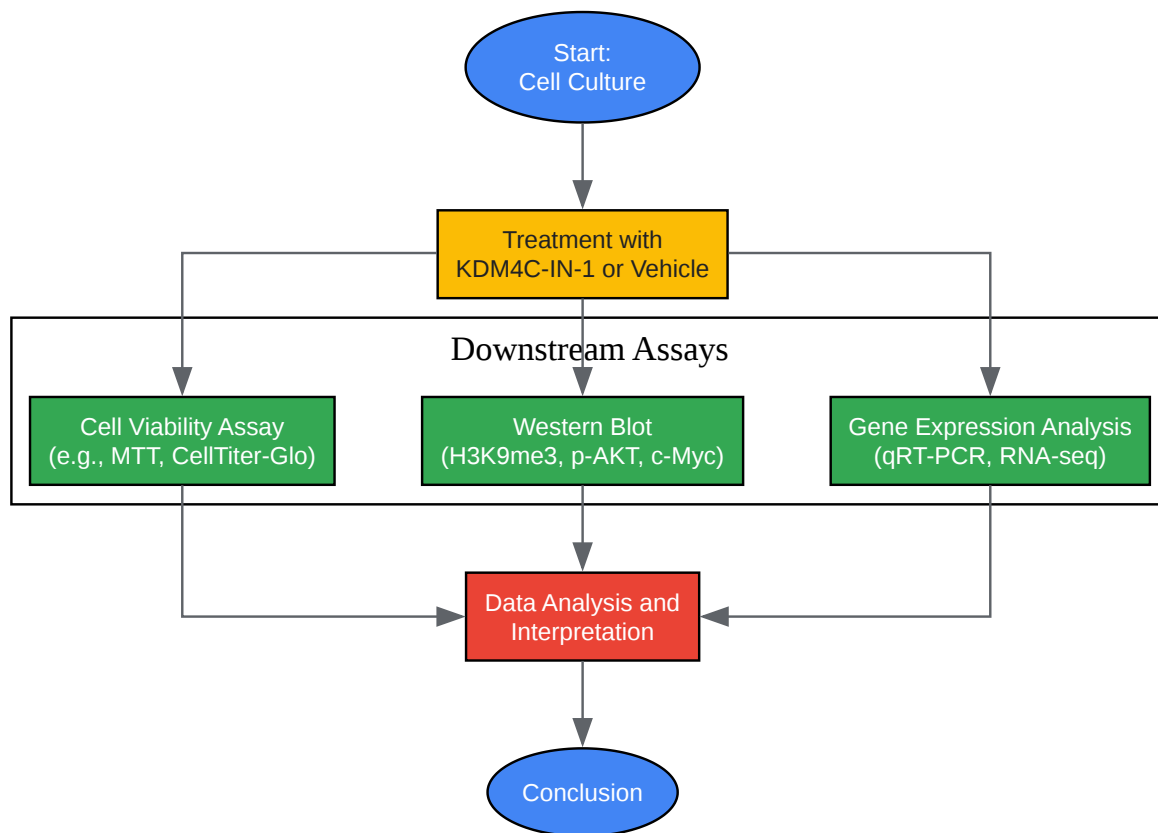 Start:
Cell Culture
Treatment with
KDM4C-IN-1 or Vehicle
Downstream Assays
Cell Viability Assay
(e.g., MTT, CellTiter-Glo)
Western Blot
(H3K9me3, p-AKT, c-Myc)
Gene Expression Analysis
(qRT-PCR, RNA-seq)
Data Analysis and
Interpretation
Conclusion